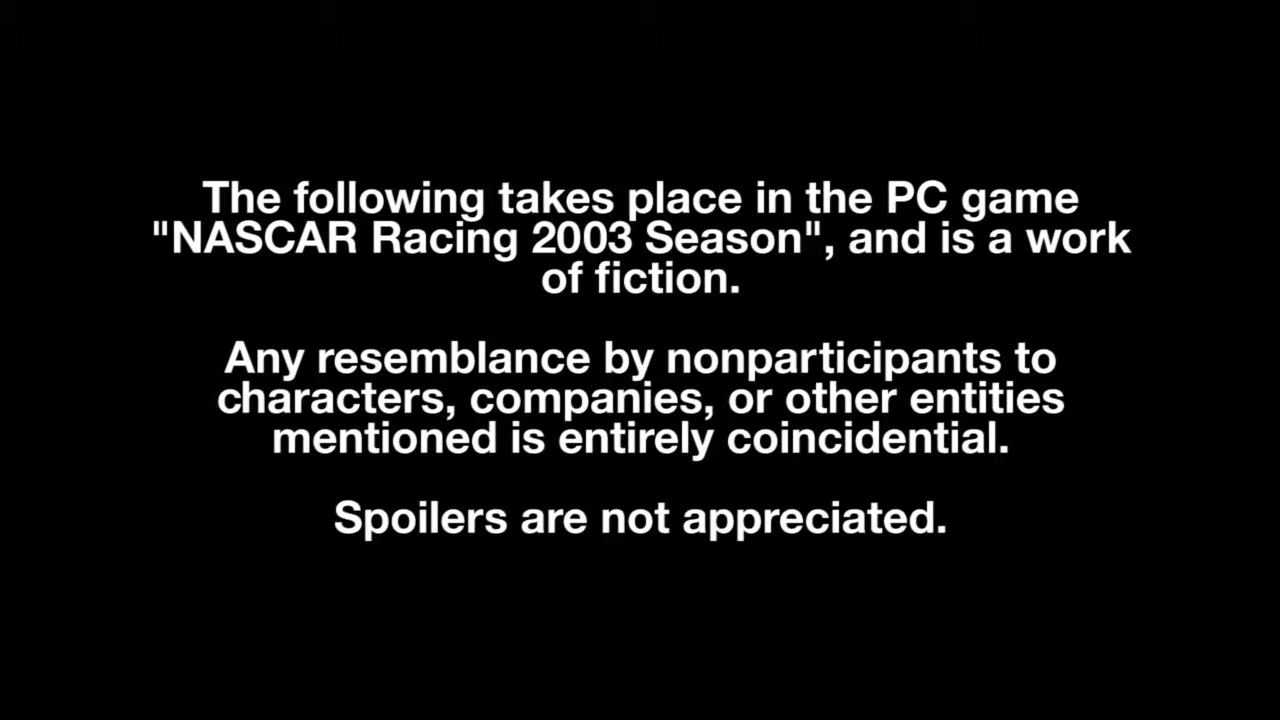 The following takes place in the PC game
"NASCAR Racing 2003 Season", and is a work
of fiction.
Any resemblance by nonparticipants to
characters, companies, or other entities
mentioned is entirely coincidential.
Spoilers are not appreciated.